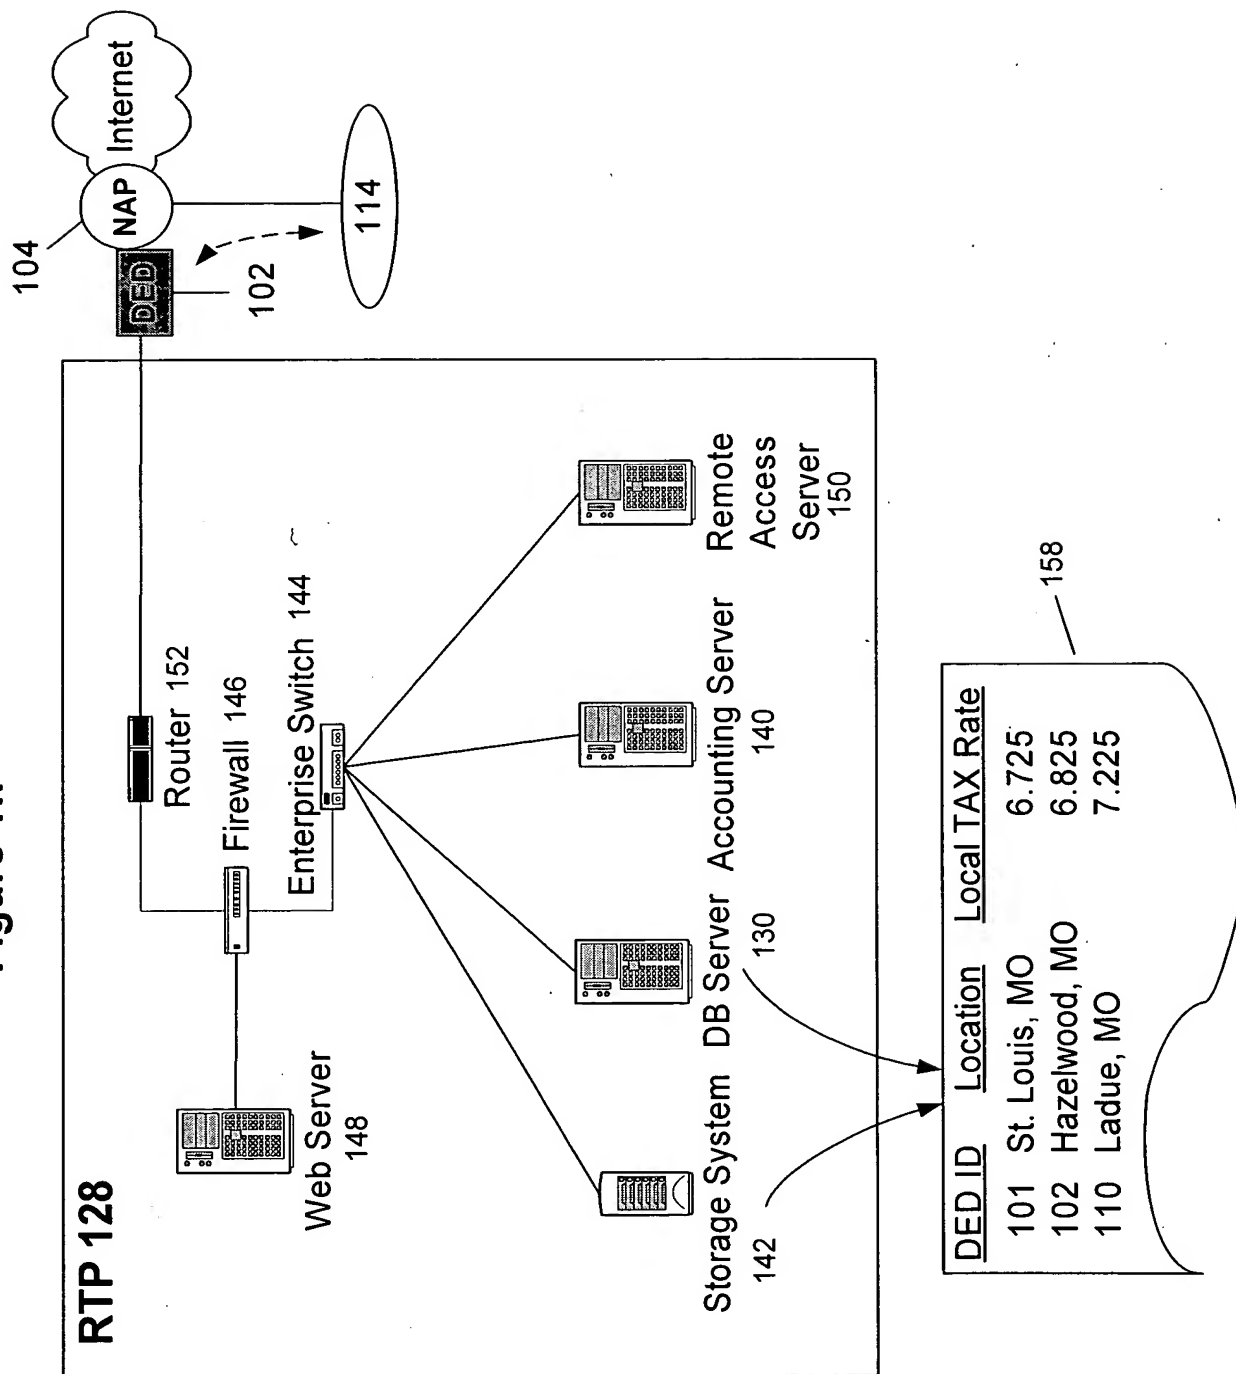 Figure
RTP 128
104
NAP
Internet
DED
102
114
Router 152
Firewall 146
Enterprise Switch 144
Web Server
148
Storage System
142
DB Server
130
Accounting Server
140
Remote
Access
Server
150
DED ID Location Local TAX Rate
101 St. Louis, MO 6.725
102 Hazelwood, MO 6.825
110 Ladue, MO 7.225
158